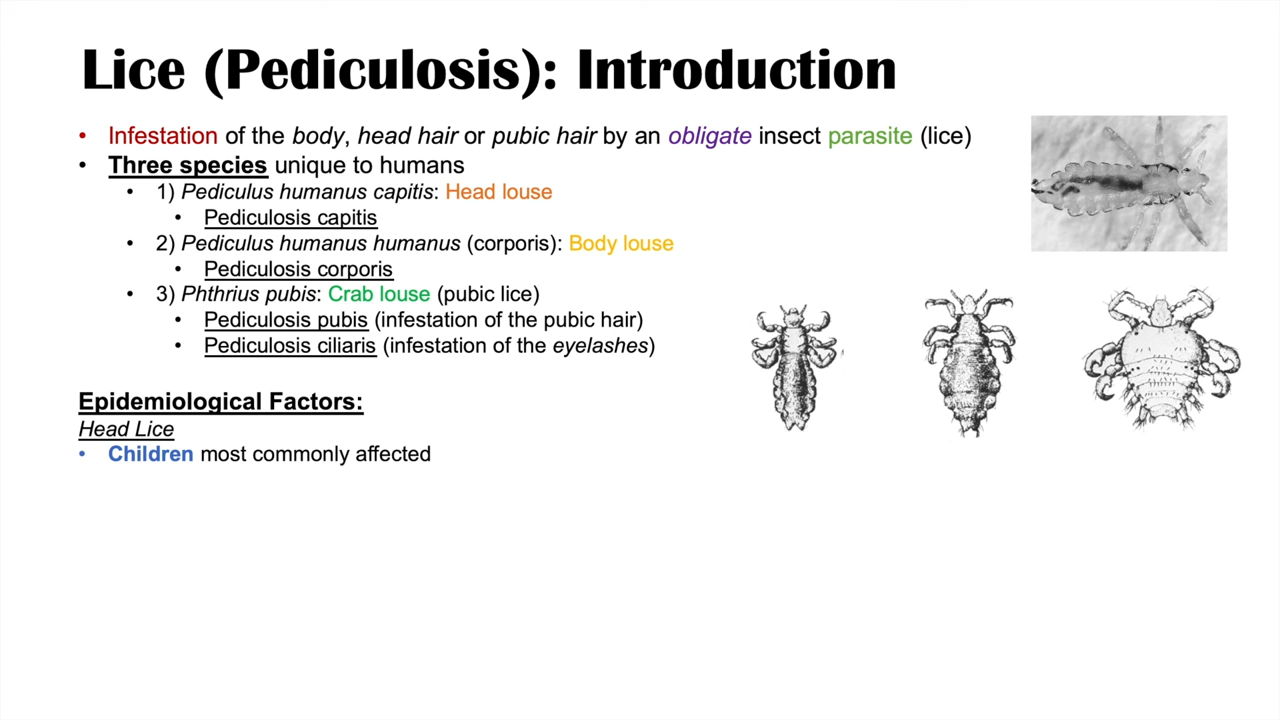 Lice (Pediculosis): Introduction
• Infestation of the body, head hair or pubic hair by an obligate insect parasite (lice)
• Three species unique to humans
• 1) Pediculus humanus capitis: Head louse
• Pediculosis capitis
• 2) Pediculus humanus humanus (corporis): Body louse
• Pediculosis corporis
• 3) Phthrius pubis: Crab louse (pubic lice)
• Pediculosis pubis (infestation of the pubic hair)
• Pediculosis ciliaris (infestation of the eyelashes)
Epidemiological Factors:
Head Lice
• Children most commonly affected